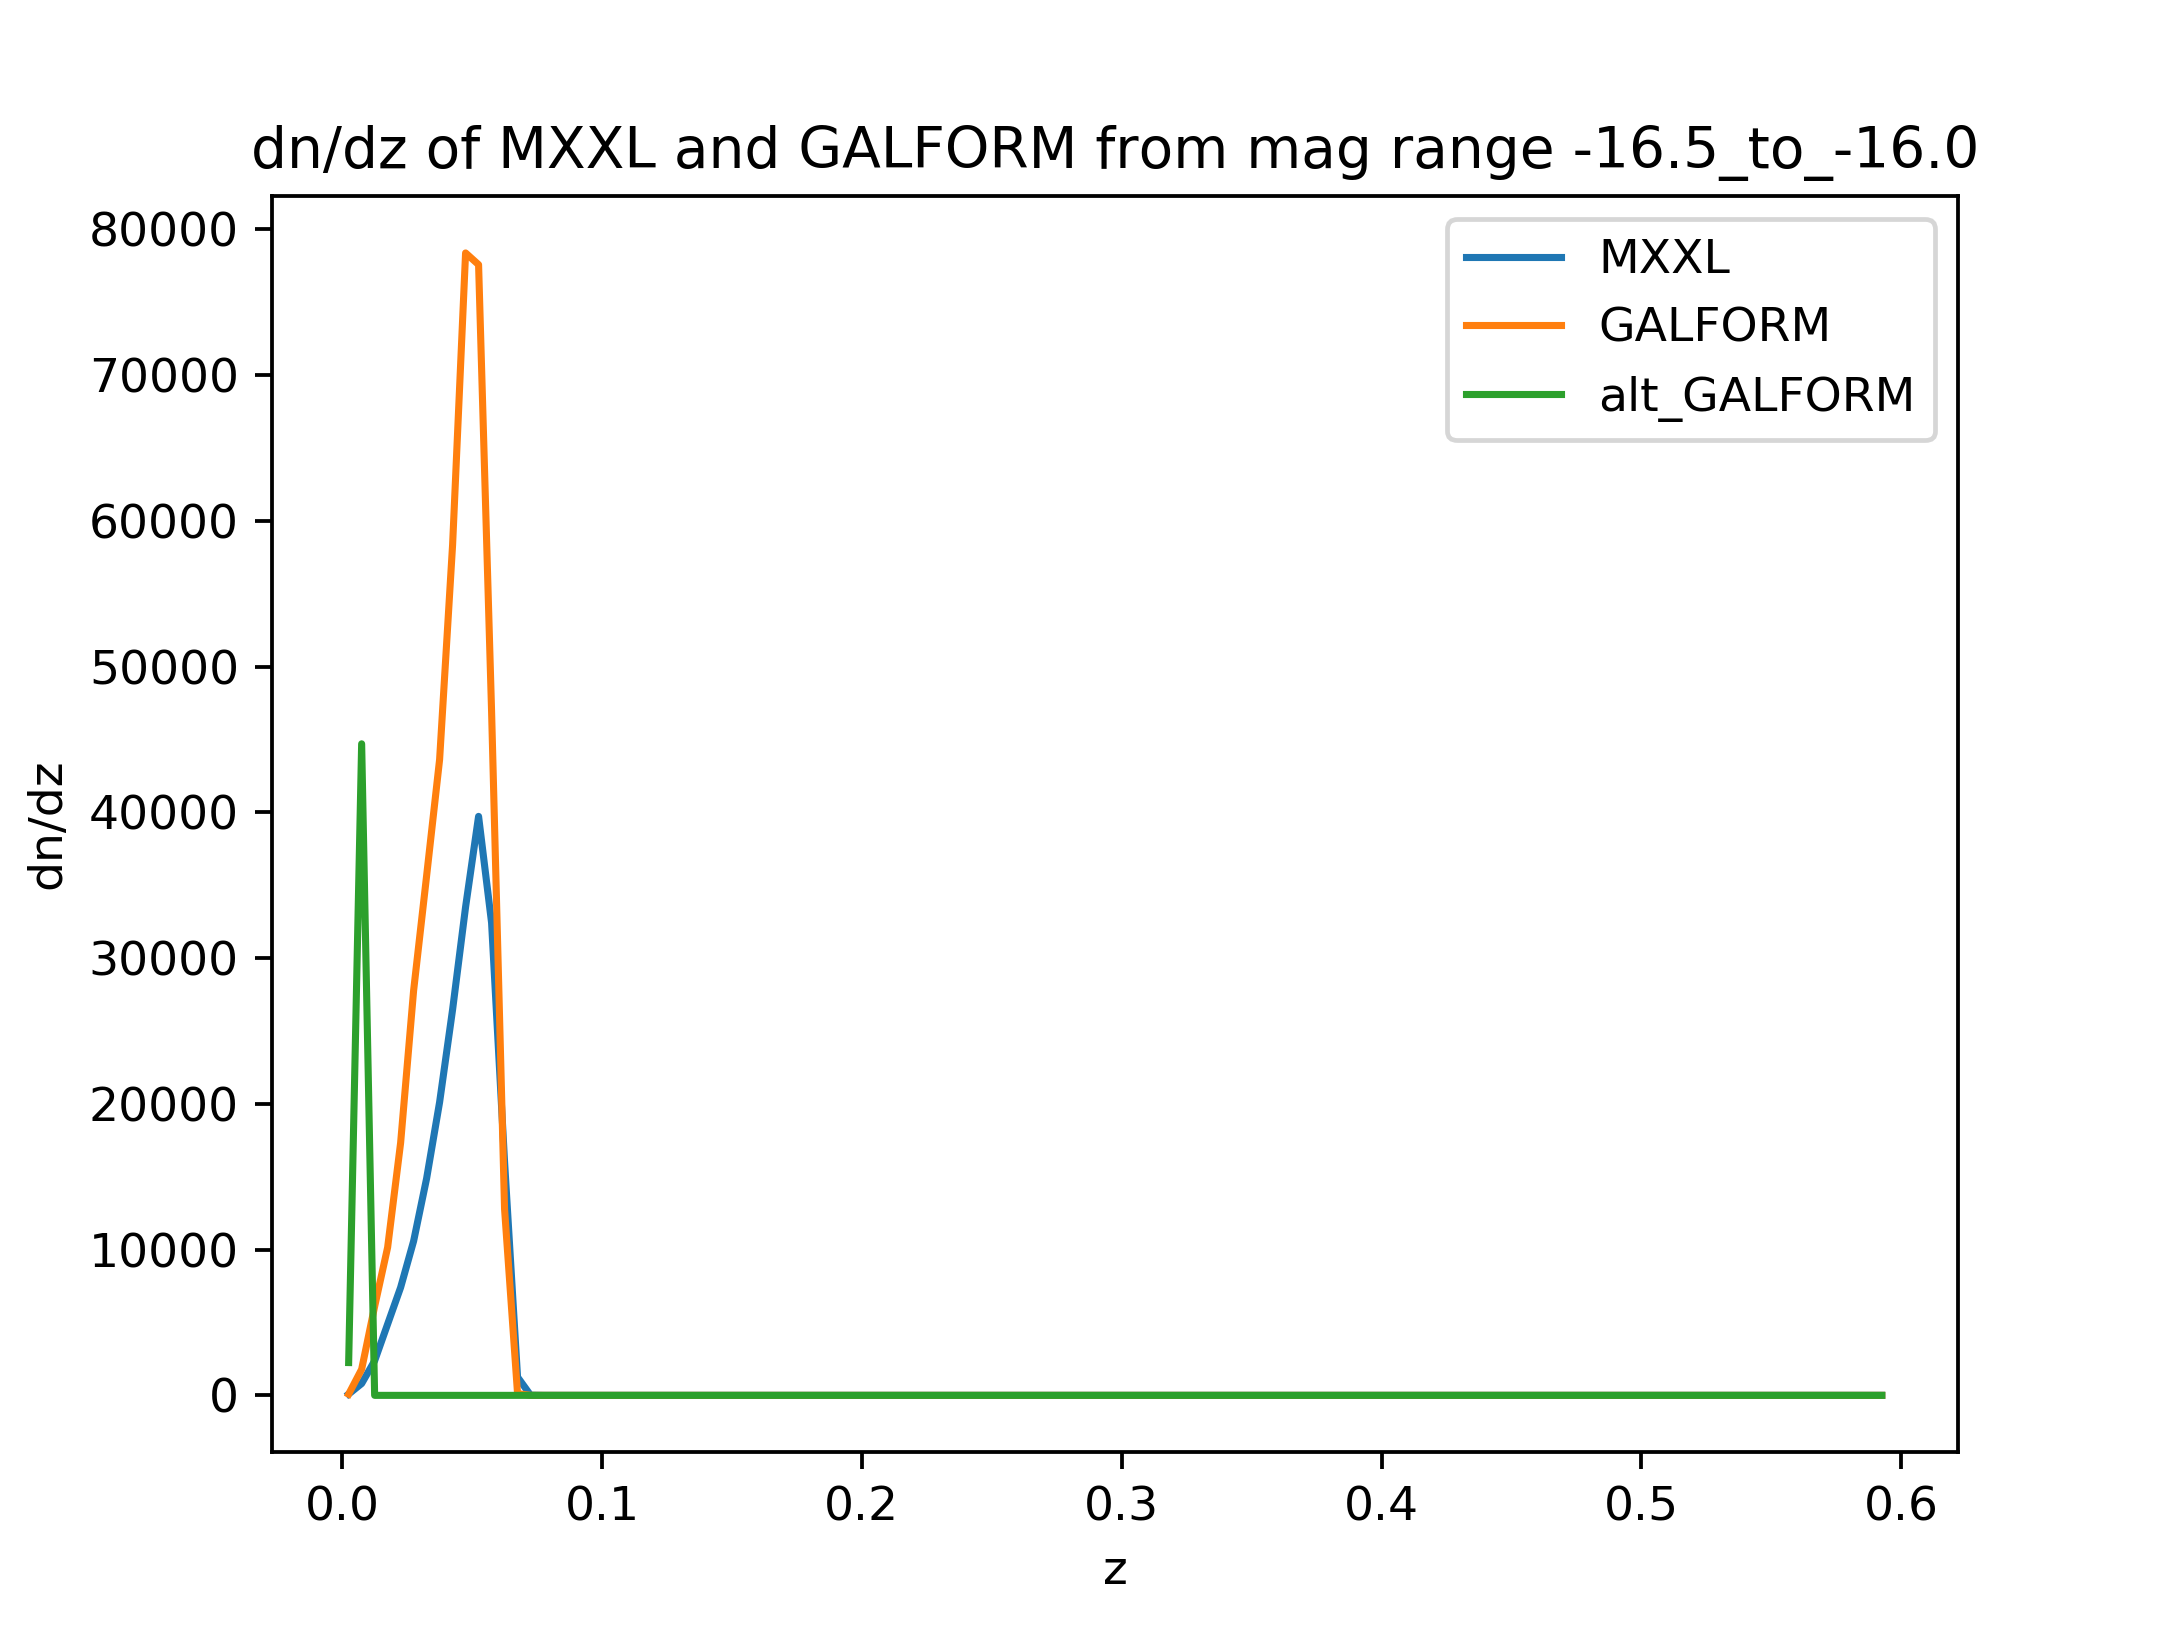 dn/dz of MXXL and GALFORM from mag range -16.5_to_-16.0
MXXL
GALFORM
alt_GALFORM
dn/dz
80000
70000
60000
50000
40000
30000
20000
10000
0
0.0 0.1 0.2 0.3 0.4 0.5 0.6
z